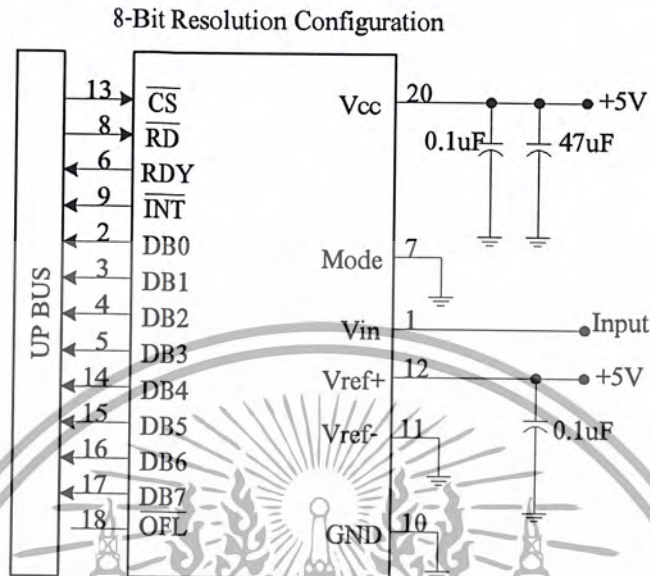 8-Bit Resolution Configuration
UP BUS
13 CS Vcc 20 +5V
8 RD 0.1uF 47uF
6 RDY
9 INT
2 DB0
3 DB1 Mode 7
4 DB2
5 DB3 Vin 1 Input
14 DB4 Vref+ 12 +5V
15 DB5 Vref- 11 0.1uF
16 DB6
17 DB7
18 OFL GND 10